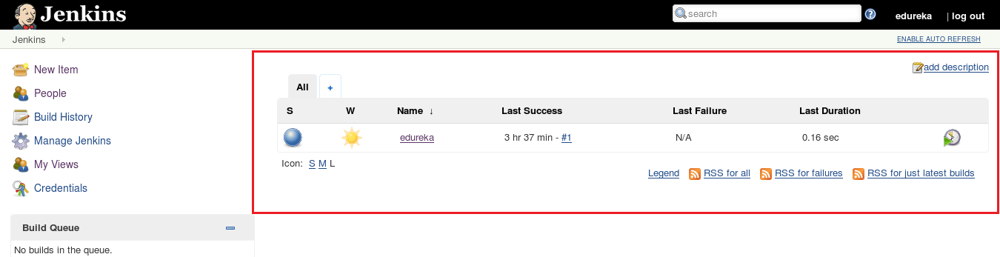 Jenkins
search
?
edureka | log out
Jenkins
ENABLE AUTO REFRESH
New Item
People
Build History
Manage Jenkins
My Views
Credentials
Build Queue
No builds in the queue.
add description
All +
S W Name ↓ Last Success Last Failure Last Duration
edureka 3 hr 37 min - #1 N/A 0.16 sec
Icon: S M L
Legend RSS for all RSS for failures RSS for just latest builds